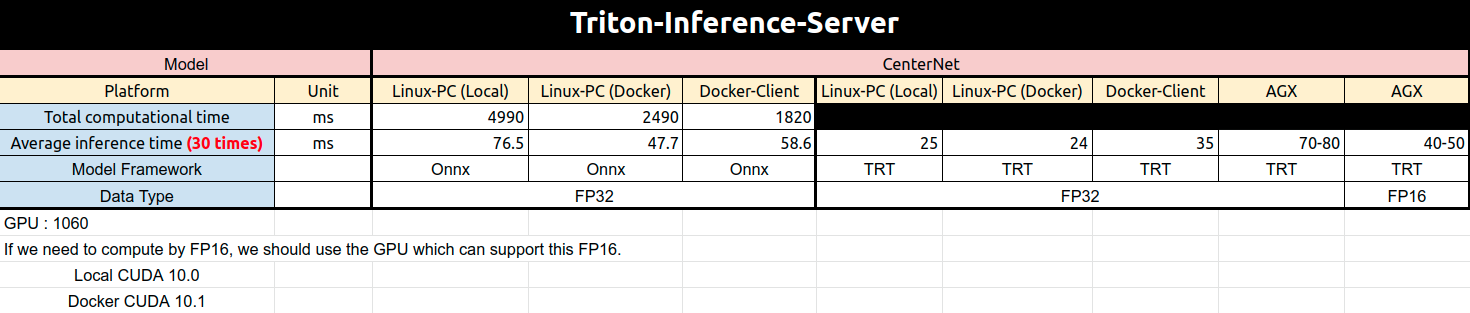 Triton-Inference-Server
Model CenterNet
Platform Unit Linux-PC (Local) Linux-PC (Docker) Docker-Client Linux-PC (Local) Linux-PC (Docker) Docker-Client AGX AGX
Total computational time ms 4990 2490 1820
Average inference time (30 times) ms 76.5 47.7 58.6 25 24 35 70-80 40-50
Model Framework Onnx Onnx Onnx TRT TRT TRT TRT TRT
Data Type FP32 FP32 FP16
GPU : 1060
If we need to compute by FP16, we should use the GPU which can support this FP16.
Local CUDA 10.0
Docker CUDA 10.1